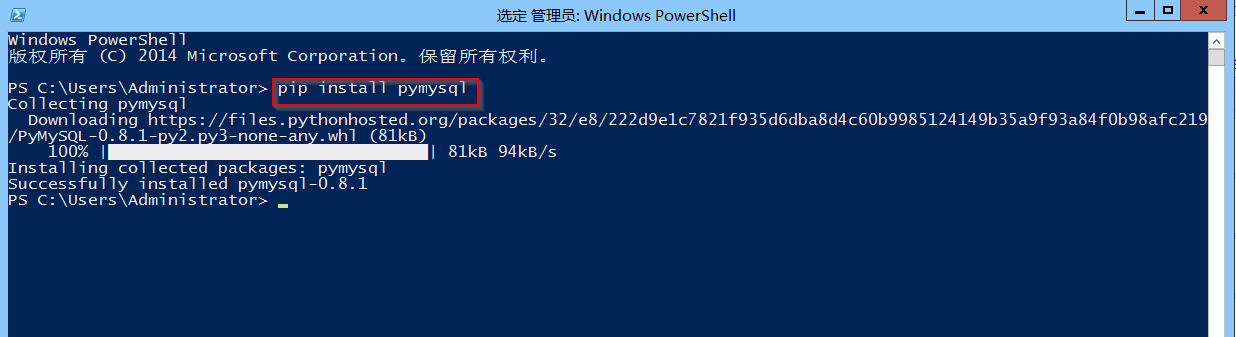 选定 管理员: Windows PowerShell
Windows PowerShell
版权所有 (C) 2014 Microsoft Corporation。保留所有权利。
PS C:\Users\Administrator> pip install pymysql
Collecting pymysql
Downloading https://files.pythonhosted.org/packages/32/e8/222d9e1c7821f935d6dba8d4c60b9985124149b35a9f93a84f0b98afc219
/PyMySQL-0.8.1-py2.py3-none-any.whl (81kB)
100% || 81kB 94kB/s
Installing collected packages: pymysql
Successfully installed pymysql-0.8.1
PS C:\Users\Administrator>